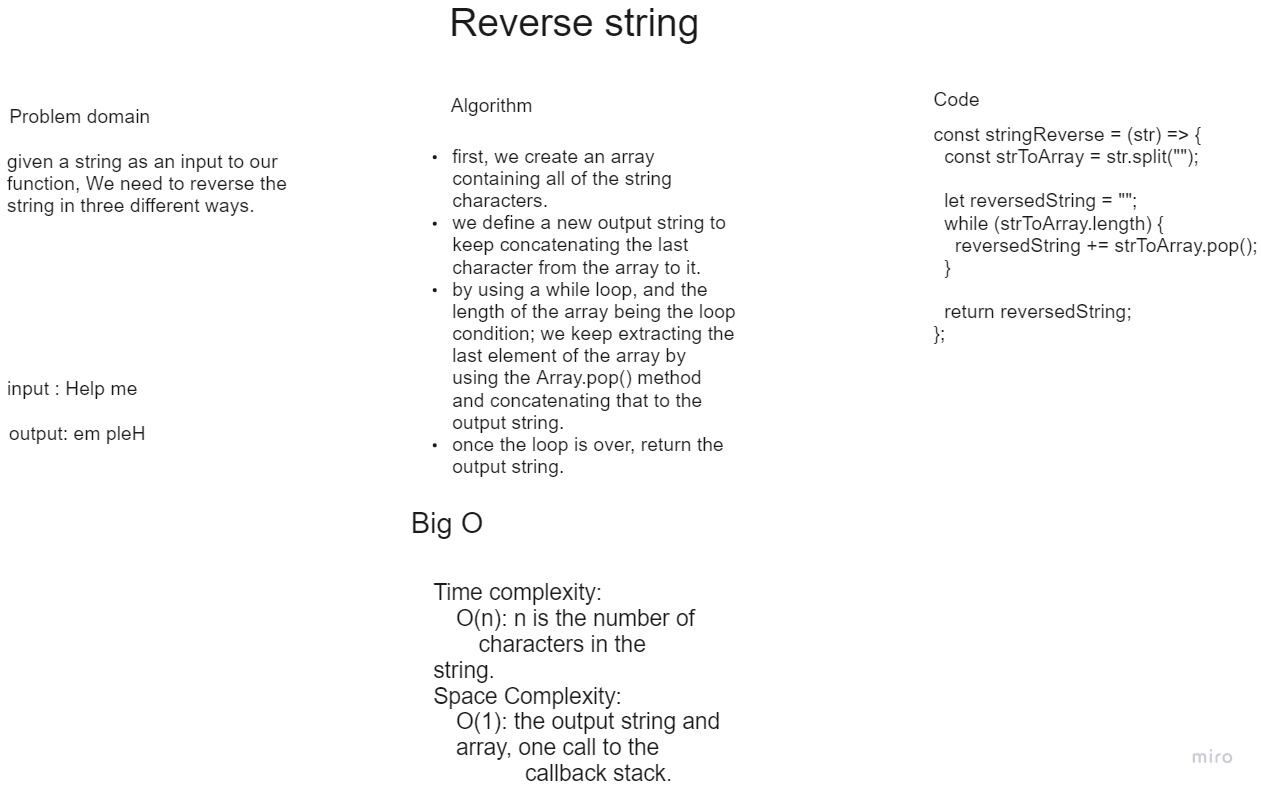 Reverse string
Problem domain
given a string as an input to our
function, We need to reverse the
string in three different ways.
input : Help me
output: em pleH
Algorithm
• first, we create an array
containing all of the string
characters.
• we define a new output string to
keep concatenating the last
character from the array to it.
• by using a while loop, and the
length of the array being the loop
condition; we keep extracting the
last element of the array by
using the Array.pop() method
and concatenating that to the
output string.
• once the loop is over, return the
output string.
Big O
Time complexity:
O(n): n is the number of
characters in the
string.
Space Complexity:
O(1): the output string and
array, one call to the
callback stack.
Code
const stringReverse = (str) => {
const strToArray = str.split("");
let reversedString = "";
while (strToArray.length) {
reversedString += strToArray.pop();
}
return reversedString;
};
miro